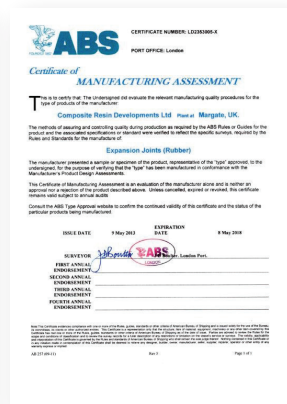 ABS
CERTIFICATE NUMBER: LD2363005-X
PORT OFFICE: London
Certificate of
MANUFACTURING ASSESSMENT
This is to certify that: The Undersigned did evaluate the relevant manufacturing quality procedures for the
type of products of the manufacturer
Composite Resin Developments Ltd Plant at Margate, UK.
The methods of assuring and controlling quality during production as required by the ABS Rules or Guides for the
product and the associated specifications or standard were verified to reflect the specific surveys, required by the
Rules and Standards for the manufacture of:
Expansion Joints (Rubber)
The manufacturer presented a sample or specimen of the product, representative of the "type" approved, to the
undersigned, for the purpose of verifying that the "type" has been manufactured in conformance with the
Manufacturer's Product Design Assessments.
This Certificate of Manufacturing Assessment is an evaluation of the manufacturer alone and is neither an
approval nor a rejection of the product described above. Unless cancelled, expired or revoked, this certificate
remains valid subject to annual audits
Consult the ABS Type Approval website to confirm the continued validity of this certificate and the status of the
particular products being manufactured.
ISSUE DATE 9 May 2013 EXPIRATION DATE 8 May 2018
SURVEYOR ABS London Port.
LONDON
FIRST ANNUAL
ENDORSEMENT
SECOND ANNUAL
ENDORSEMENT
THIRD ANNUAL
ENDORSEMENT
FOURTH ANNUAL
ENDORSEMENT
Page 1 of 1